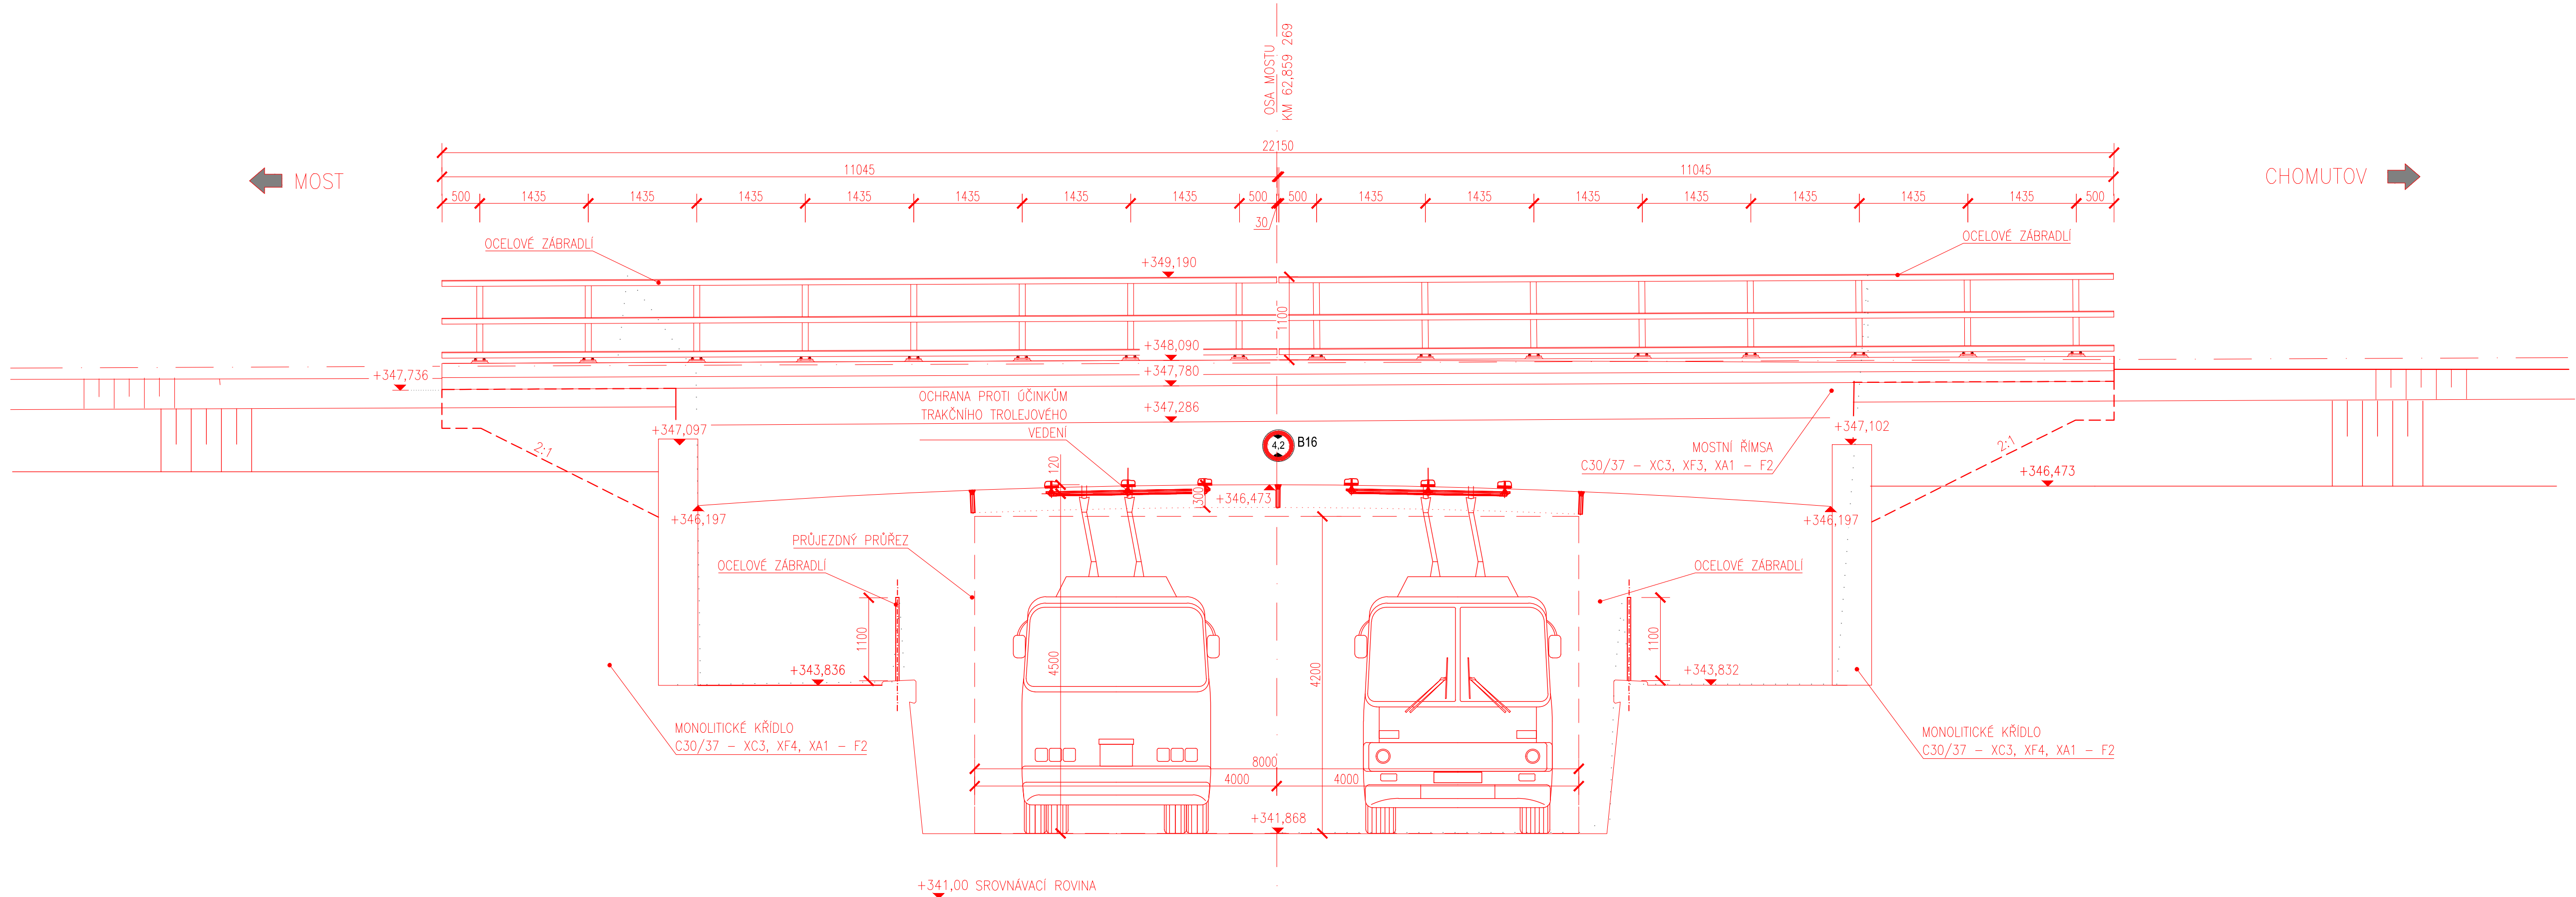 OSA MOSTU
KM 62,859 269
22150
11045
11045
MOST
CHOMUTOV
500
1435
1435
1435
1435
1435
1435
1435
500
500
1435
1435
1435
1435
1435
1435
1435
500
30
OCELOVÉ ZÁBRADLÍ
OCELOVÉ ZÁBRADLÍ
+349,190
1100
+348,090
+347,736
+347,780
OCHRANA PROTI ÚČINKŮM
TRAKČNÍHO TROLEJOVÉHO
VEDENÍ
+347,286
+347,097
+347,102
4,2
B16
2:1
2:1
MOSTNÍ ŘÍMSA
C30/37 – XC3, XF3, XA1 – F2
120
300
+346,473
+346,473
+346,197
+346,197
PRŮJEZDNÝ PRŮŘEZ
OCELOVÉ ZÁBRADLÍ
OCELOVÉ ZÁBRADLÍ
1100
1100
4500
4200
+343,836
+343,832
MONOLITICKÉ KŘÍDLO
C30/37 – XC3, XF4, XA1 – F2
MONOLITICKÉ KŘÍDLO
C30/37 – XC3, XF4, XA1 – F2
8000
4000
4000
+341,868
+341,00 SROVNÁVACÍ ROVINA